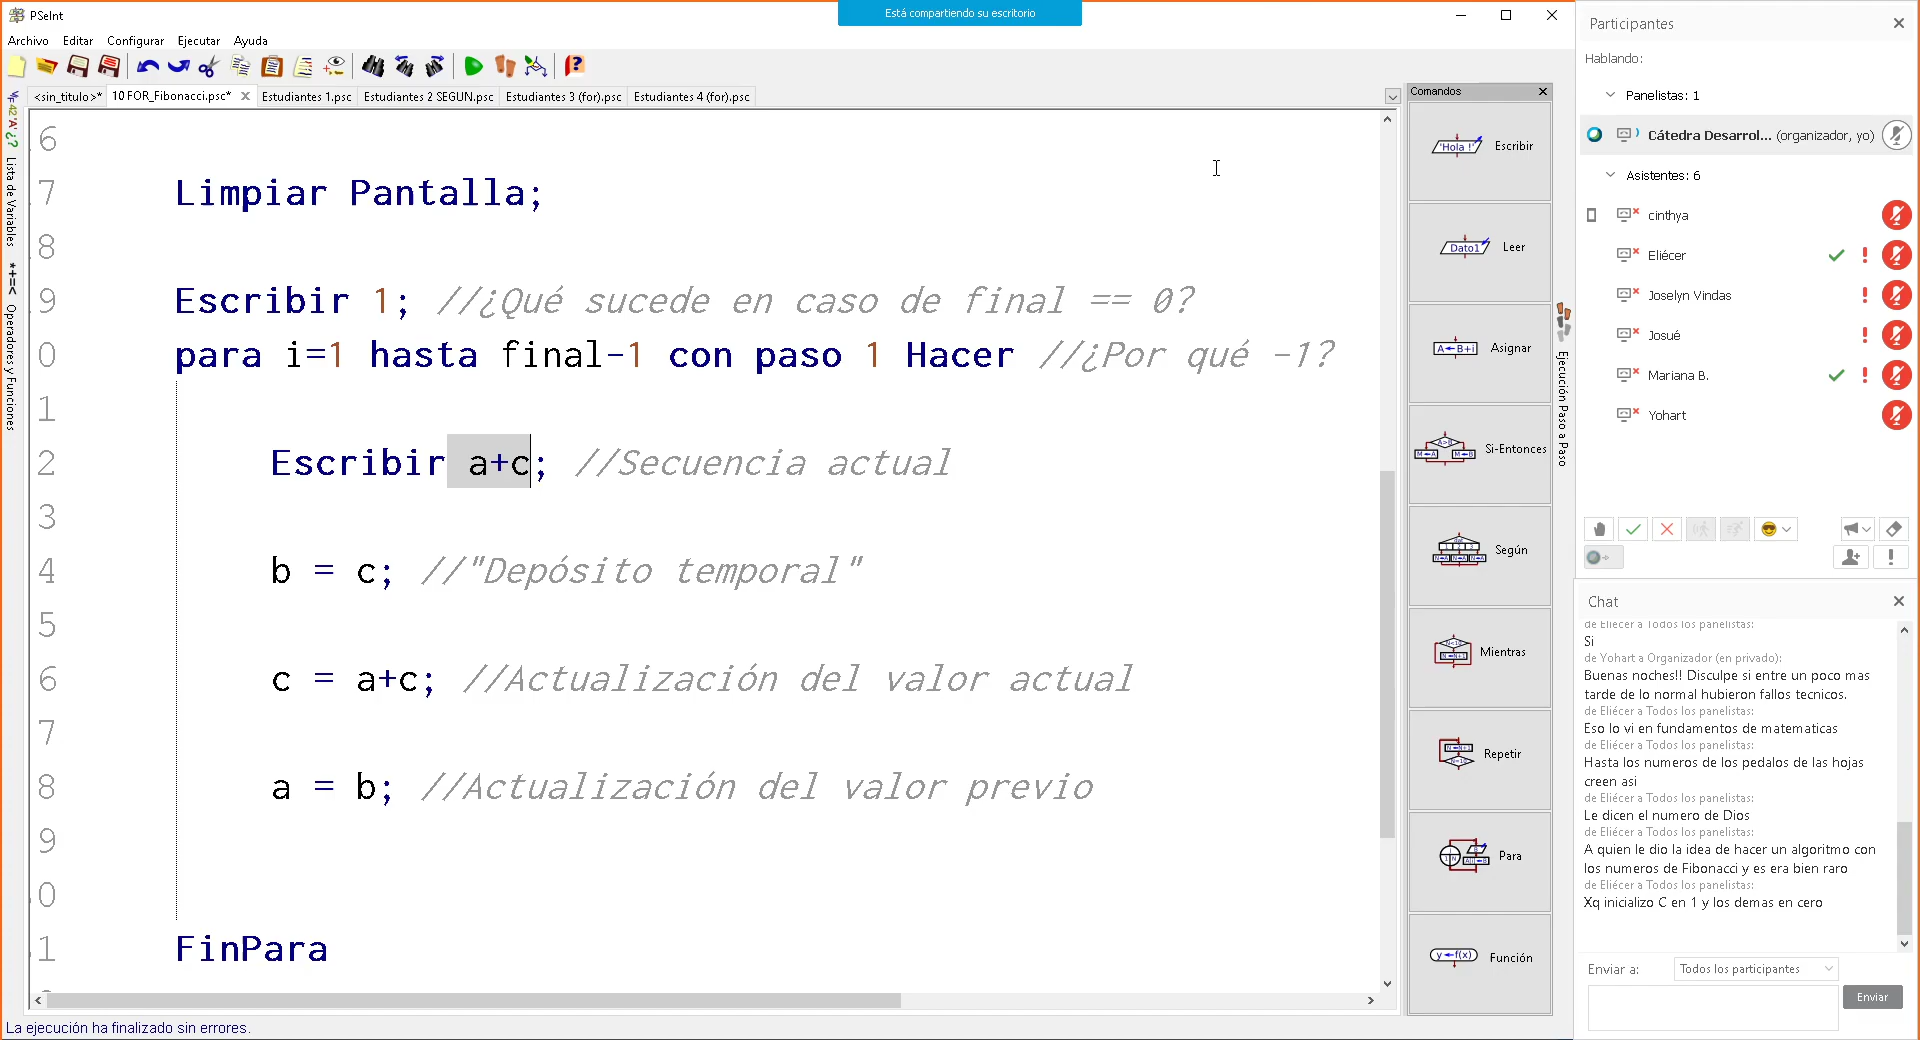 PSeInt
Está compartiendo su escritorio
Archivo Editar Configurar Ejecutar Ayuda
<sin_titulo>* 10 FOR_Fibonacci.psc* Estudiantes 1.psc Estudiantes 2 SEGUN.psc Estudiantes 3 (for).psc Estudiantes 4 (for).psc
Lista de Variables
*+=< Operadores y Funciones
6
7 Limpiar Pantalla;
8
9 Escribir 1; //¿Qué sucede en caso de final == 0?
0 para i=1 hasta final-1 con paso 1 Hacer //¿Por qué -1?
1
2 Escribir a+c; //Secuencia actual
3
4 b = c; //"Depósito temporal"
5
6 c = a+c; //Actualización del valor actual
7
8 a = b; //Actualización del valor previo
9
0
1 FinPara
La ejecución ha finalizado sin errores.
Comandos
'Hola !' Escribir
Dato1 Leer
A←B+i Asignar
Si-Entonces
Según
Mientras
Repetir
Para
y←f(x) Función
Ejecución Paso a Paso
Participantes
Hablando:
Panelistas: 1
Cátedra Desarrol... (organizador, yo)
Asistentes: 6
cinthya
Eliécer
Joselyn Vindas
Josué
Mariana B.
Yohart
Chat
de Eliécer a Todos los panelistas:
Si
de Yohart a Organizador (en privado):
Buenas noches!! Disculpe si entre un poco mas
tarde de lo normal hubieron fallos tecnicos.
de Eliécer a Todos los panelistas:
Eso lo vi en fundamentos de matematicas
de Eliécer a Todos los panelistas:
Hasta los numeros de los pedalos de las hojas
creen asi
de Eliécer a Todos los panelistas:
Le dicen el numero de Dios
de Eliécer a Todos los panelistas:
A quien le dio la idea de hacer un algoritmo con
los numeros de Fibonacci y es era bien raro
de Eliécer a Todos los panelistas:
Xq inicializo C en 1 y los demas en cero
Enviar a: Todos los participantes
Enviar